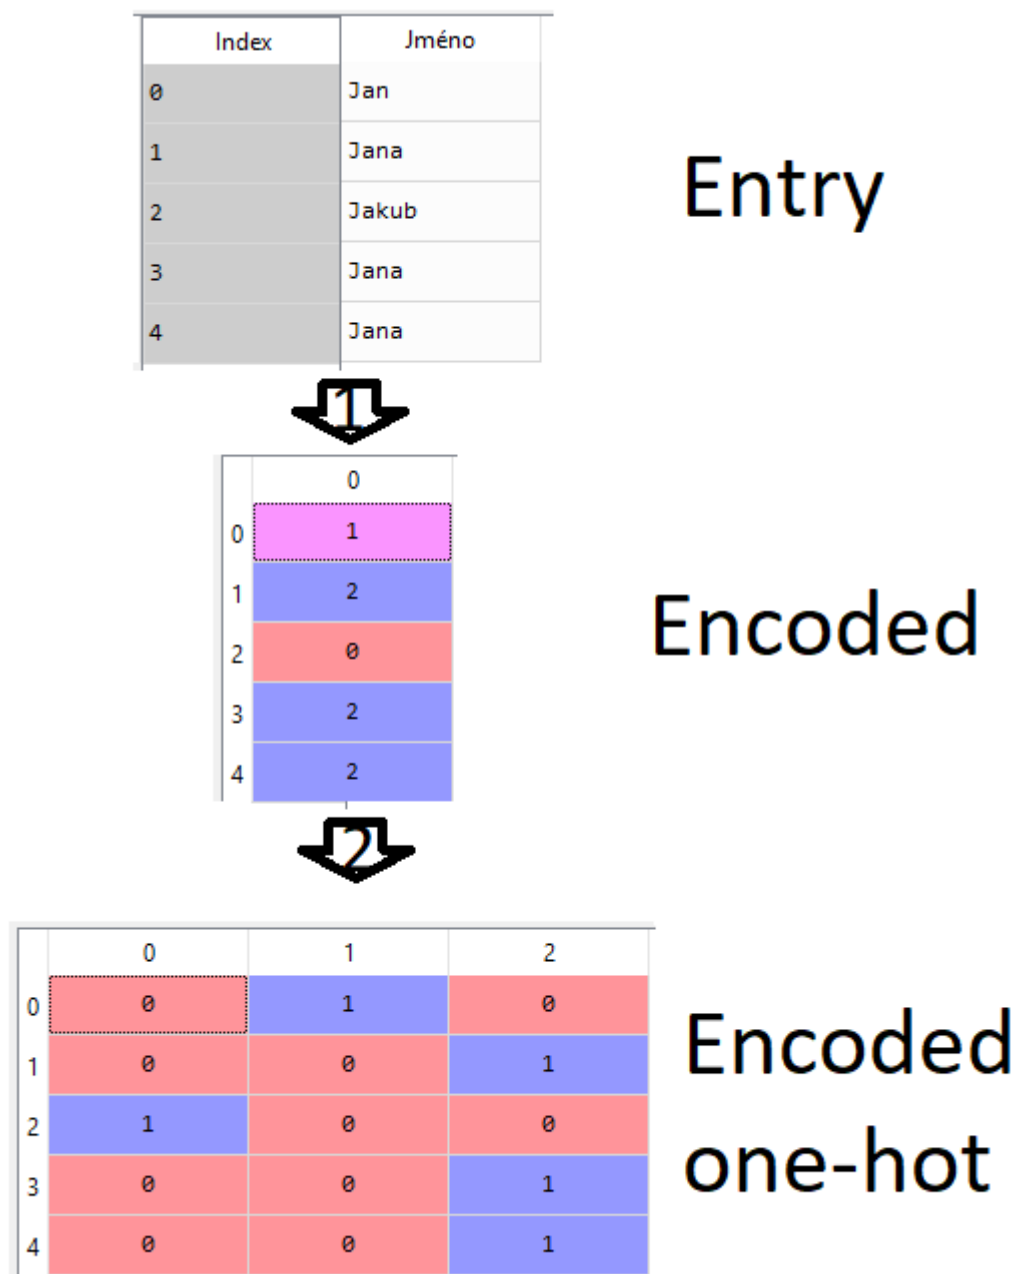 Index Jméno
0 Jan
1 Jana
2 Jakub
3 Jana
4 Jana
Entry
1
0
0 1
1 2
2 0
3 2
4 2
Encoded
2
0 1 2
0 0 1 0
1 0 0 1
2 1 0 0
3 0 0 1
4 0 0 1
Encoded
one-hot